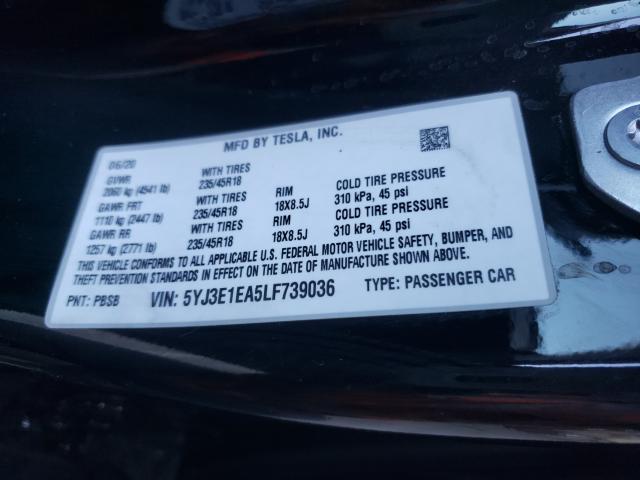 MFD BY TESLA, INC.
06/20
GVWR WITH TIRES
2060 kg (4541 lb) 235/45R18 RIM COLD TIRE PRESSURE
GAWR FRT WITH TIRES 18X8.5J 310 kPa, 45 psi
1110 kg (2447 lb) 235/45R18 RIM COLD TIRE PRESSURE
GAWR RR WITH TIRES 18X8.5J 310 kPa, 45 psi
1257 kg (2771 lb) 235/45R18
THIS VEHICLE CONFORMS TO ALL APPLICABLE U.S. FEDERAL MOTOR VEHICLE SAFETY, BUMPER, AND
THEFT PREVENTION STANDARDS IN EFFECT ON THE DATE OF MANUFACTURE SHOWN ABOVE.
PNT: PBSB VIN: 5YJ3E1EA5LF739036 TYPE: PASSENGER CAR